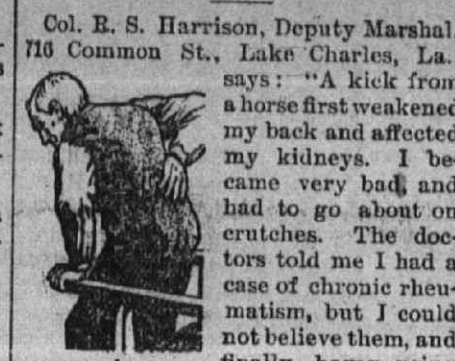 Col. R. S. Harrison, Deputy Marshal,
716 Common St., Lake Charles, La.
says: "A kick from
a horse first weakened
my back and affected
my kidneys. I be-
came very bad, and
had to go about on
crutches. The doc-
tors told me I had a
case of chronic rheu-
matism, but I could
not believe them, and
finally